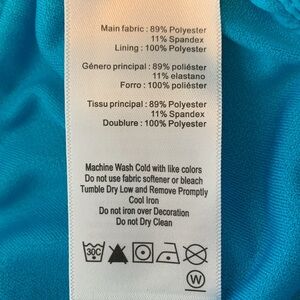 Main fabric : 89% Polyester
11% Spandex
Lining : 100% Polyester
Género principal : 89% poliéster
11% elastano
Forro : 100% poliéster
Tissu principal : 89% Polyester
11% Spandex
Doublure : 100% Polyester
Machine Wash Cold with like colors
Do not use fabric softener or bleach
Tumble Dry Low and Remove Promptly
Cool Iron
Do not iron over Decoration
Do not Dry Clean
30C
W